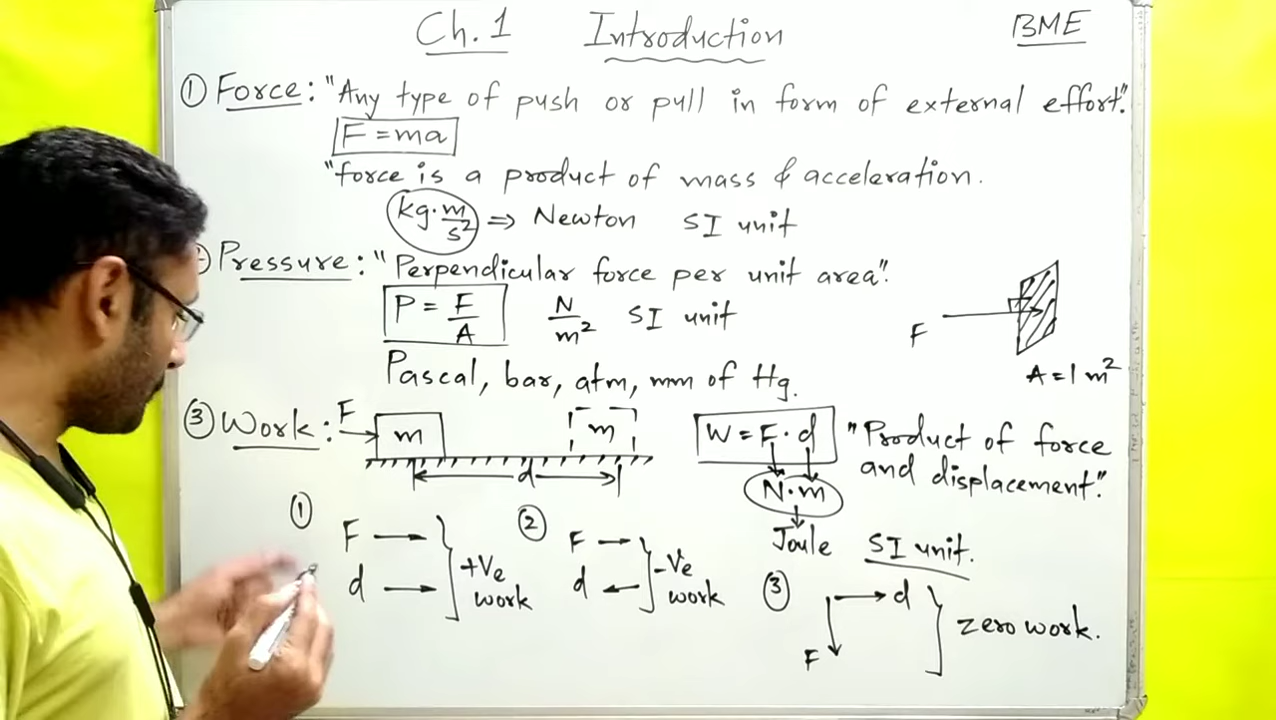 Ch. 1 Introduction BME
① Force: "Any type of push or pull in form of external effort."
F = ma
"force is a product of mass & acceleration.
kg·m/s² ⇒ Newton SI unit
Pressure: "Perpendicular force per unit area".
P = F/A N/m² SI unit
F
A = 1 m²
Pascal, bar, atm, mm of Hg.
③ Work: F m m d
W = F · d "Product of force
and displacement".
N·m
Joule SI unit.
① F → d → } +Ve work
② F → d ← } -Ve work
③ → d F ↓ } zero work.